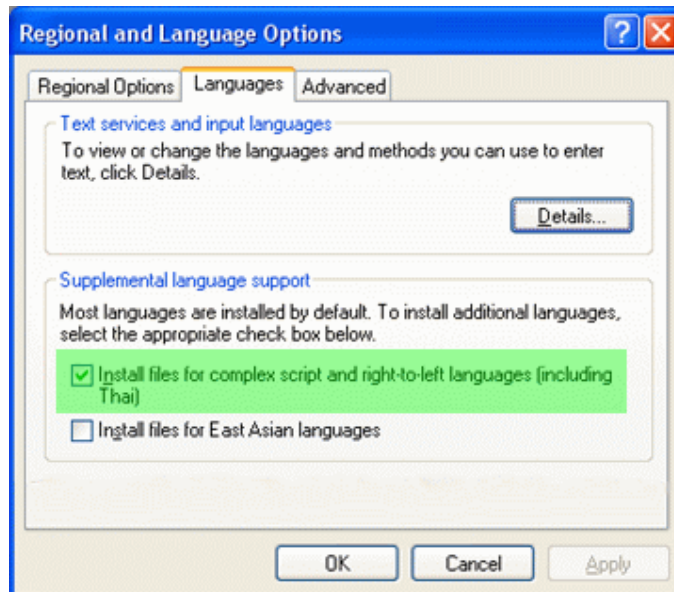 Regional and Language Options
Regional Options Languages Advanced
Text services and input languages
To view or change the languages and methods you can use to enter
text, click Details.
Details...
Supplemental language support
Most languages are installed by default. To install additional languages,
select the appropriate check box below.
Install files for complex script and right-to-left languages (including
Thai)
Install files for East Asian languages
OK Cancel Apply